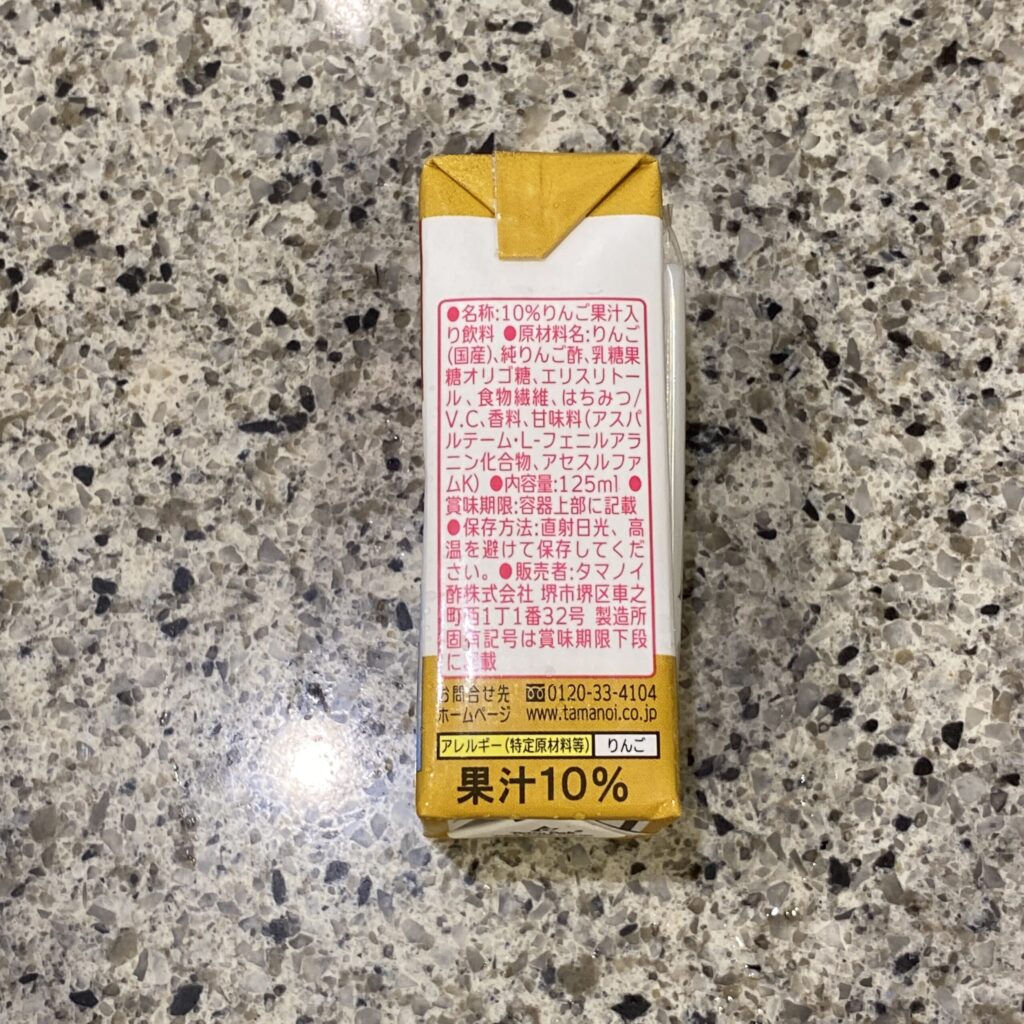 ●名称:10%りんご果汁入
り飲料 ●原材料名:りんご
(国産)、純りんご酢、乳糖果
糖オリゴ糖、エリスリトー
ル、食物繊維、はちみつ/
V.C、香料、甘味料(アスパ
ルテーム・L-フェニルアラ
ニン化合物、アセスルファ
ムK) ●内容量:125ml ●
賞味期限:容器上部に記載
●保存方法:直射日光、高
温を避けて保存してくだ
さい。 ●販売者:タマノイ
酢株式会社 堺市堺区車之
町西1丁1番32号 製造所
固有記号は賞味期限下段
に記載
お問合せ先 0120-33-4104
ホームページ www.tamanoi.co.jp
アレルギー(特定原材料等) りんご
果汁10%